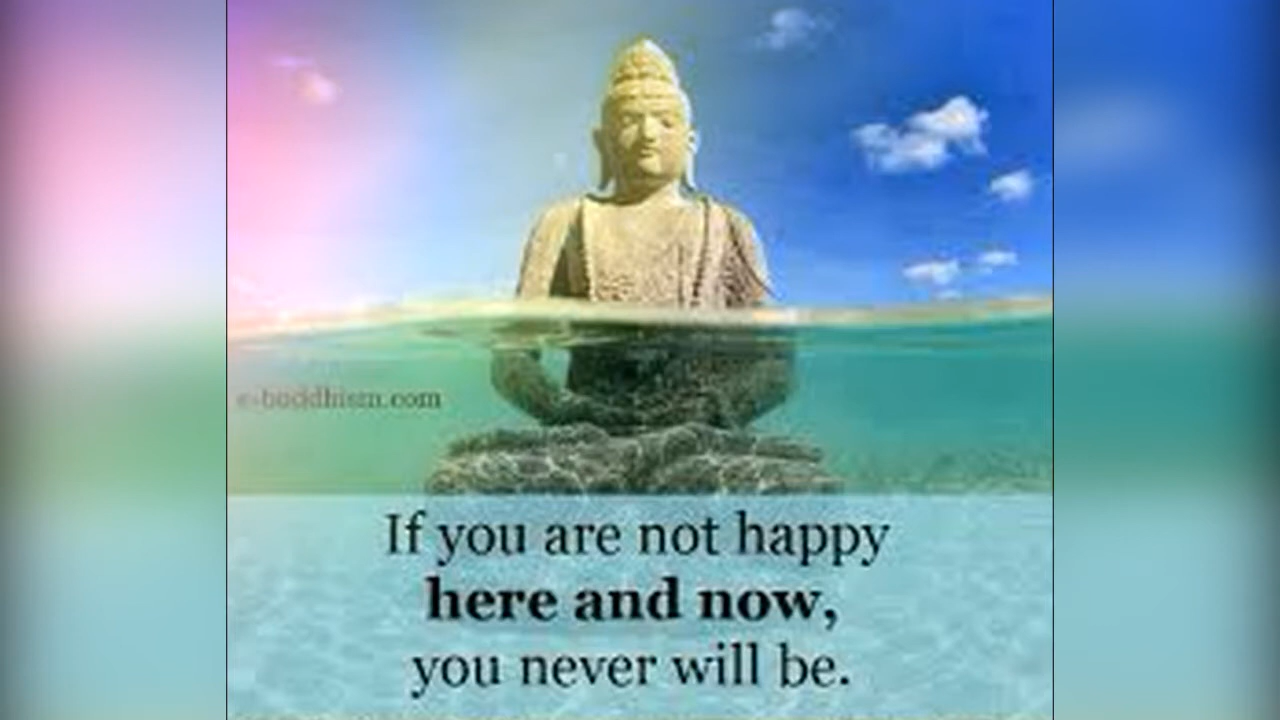 e-buddhism.com
If you are not happy
here and now,
you never will be.